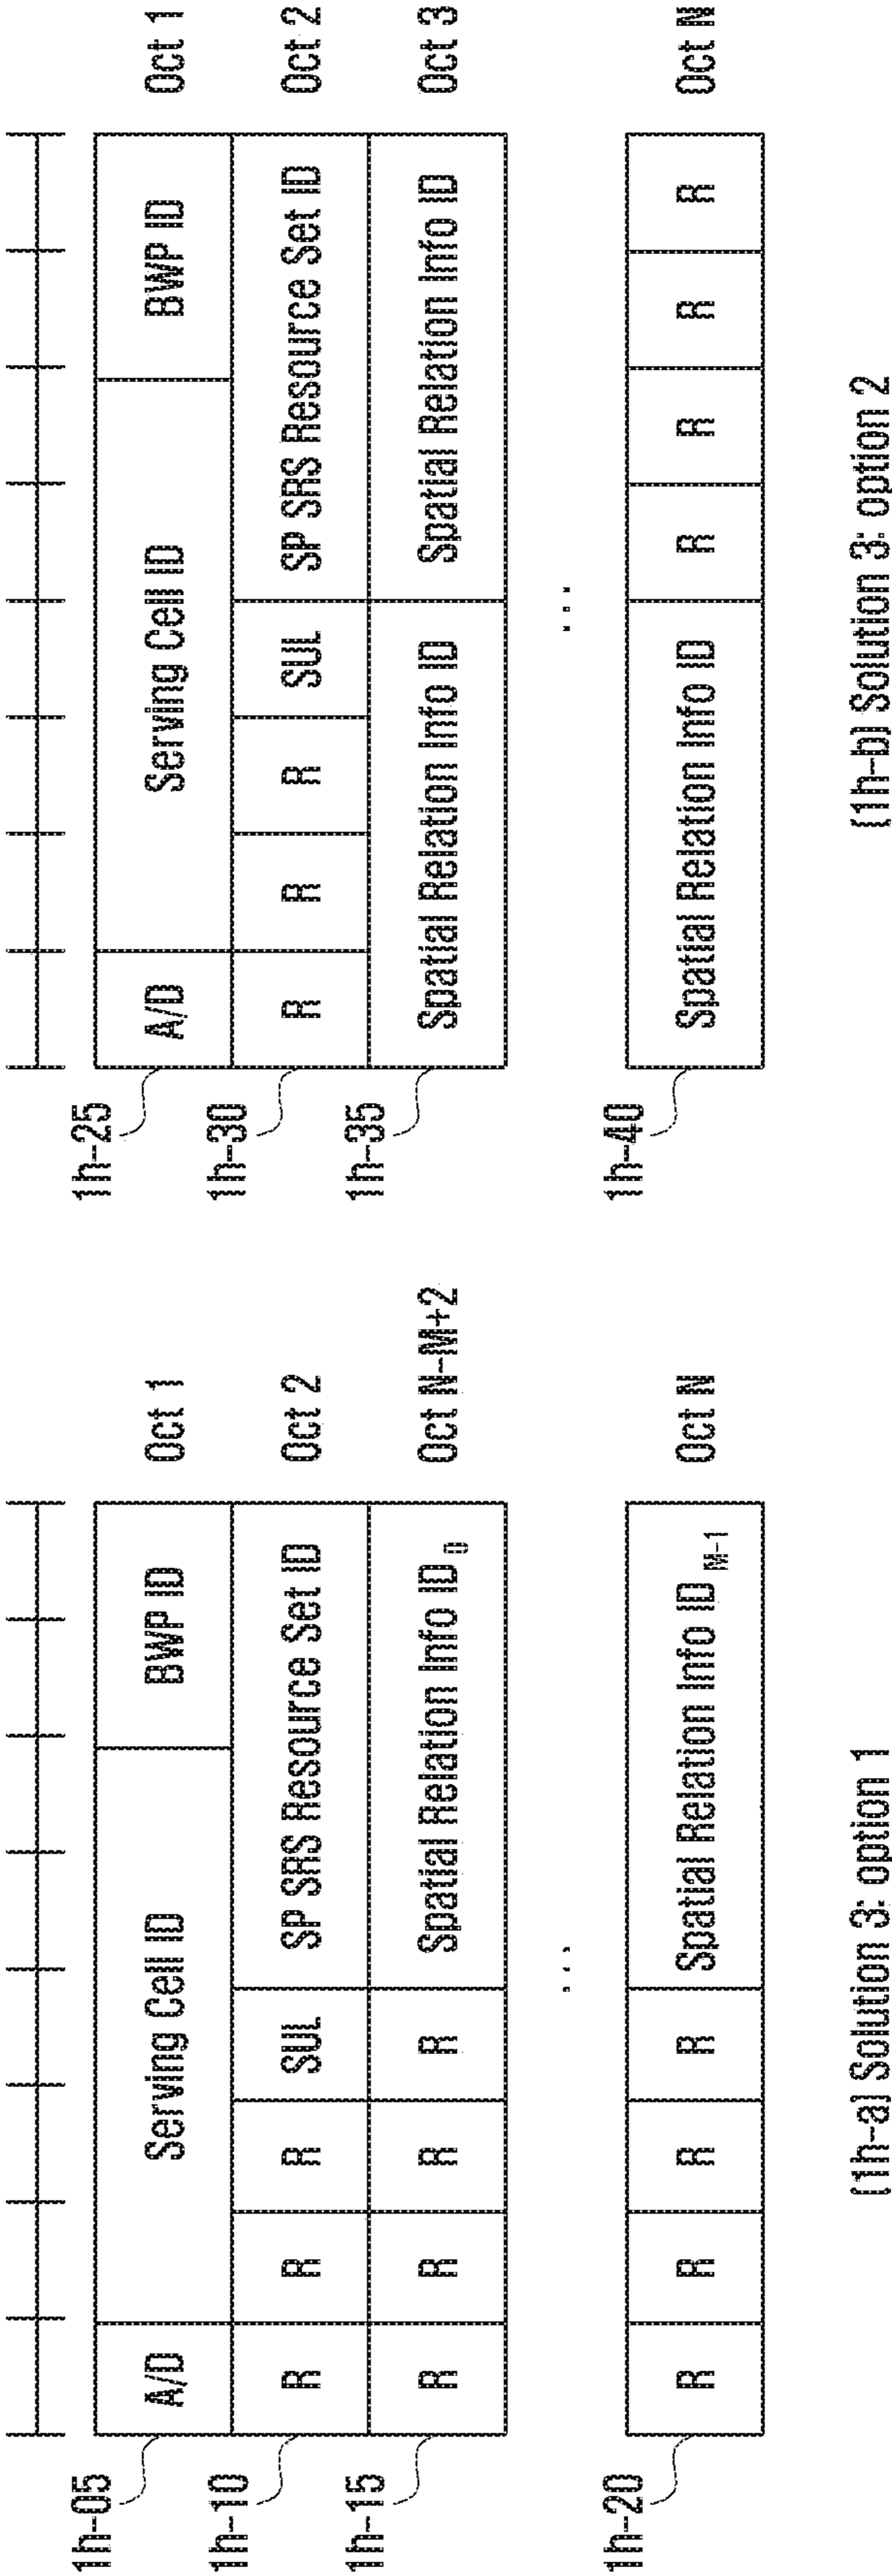 1h-05 A/D Serving Cell ID BWP ID Oct 1
1h-10 R R R SUL SP SRS Resource Set ID Oct 2
1h-15 R R R R Spatial Relation Info ID 0 Oct N-M+2
...
1h-20 R R R R Spatial Relation Info ID M-1 Oct N
(1h-a) Solution 3: option 1
1h-25 A/D Serving Cell ID BWP ID Oct 1
1h-30 R R R SUL SP SRS Resource Set ID Oct 2
1h-35 Spatial Relation Info ID Spatial Relation Info ID Oct 3
...
1h-40 Spatial Relation Info ID R R R R Oct N
(1h-b) Solution 3: option 2